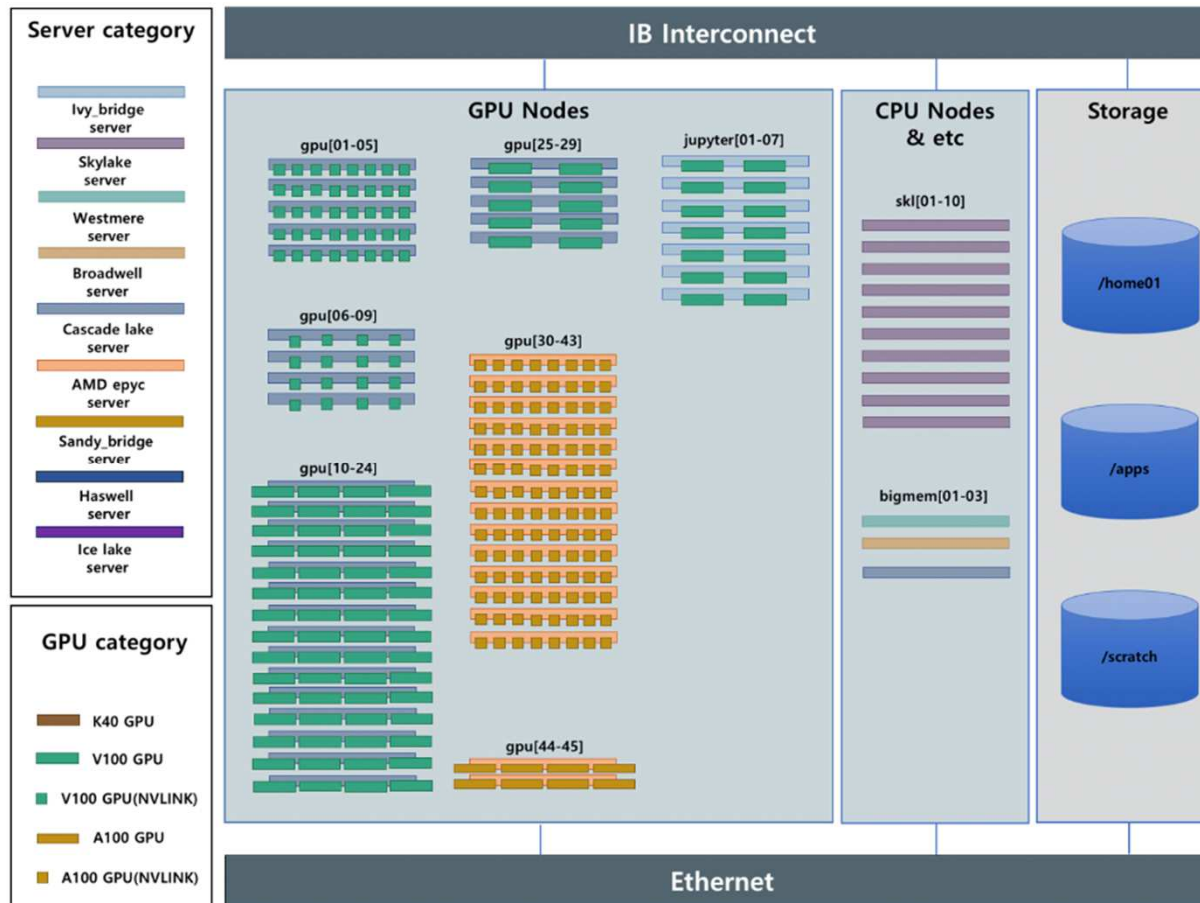 Server category
Ivy_bridge
server
Skylake
server
Westmere
server
Broadwell
server
Cascade lake
server
AMD epyc
server
Sandy_bridge
server
Haswell
server
Ice lake
server
GPU category
K40 GPU
V100 GPU
V100 GPU(NVLINK)
A100 GPU
A100 GPU(NVLINK)
IB Interconnect
GPU Nodes
gpu[01-05]
gpu[25-29]
jupyter[01-07]
gpu[06-09]
gpu[30-43]
gpu[10-24]
gpu[44-45]
CPU Nodes
& etc
skl[01-10]
bigmem[01-03]
Storage
/home01
/apps
/scratch
Ethernet